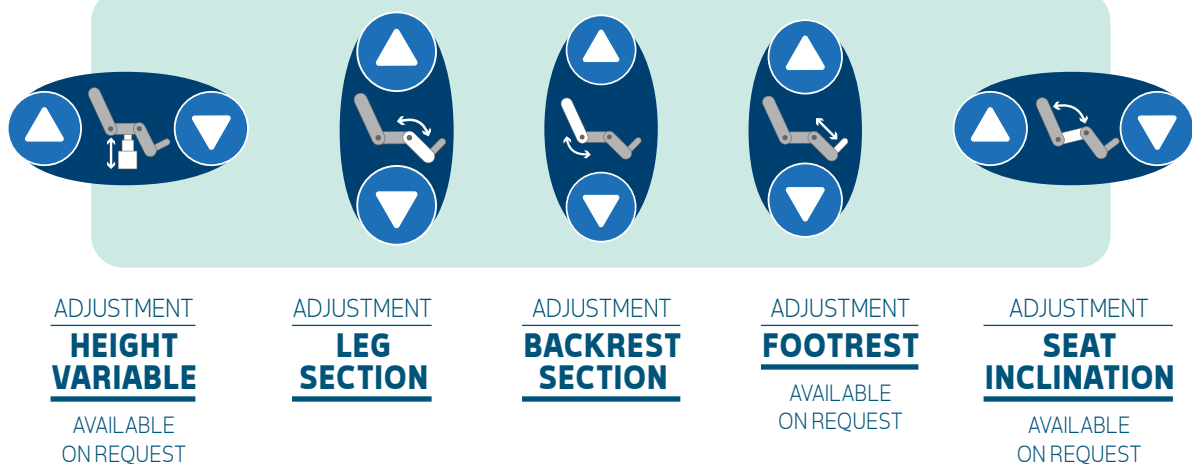 ADJUSTMENT
HEIGHT
VARIABLE
AVAILABLE
ON REQUEST
ADJUSTMENT
LEG
SECTION
ADJUSTMENT
BACKREST
SECTION
ADJUSTMENT
FOOTREST
AVAILABLE
ON REQUEST
ADJUSTMENT
SEAT
INCLINATION
AVAILABLE
ON REQUEST